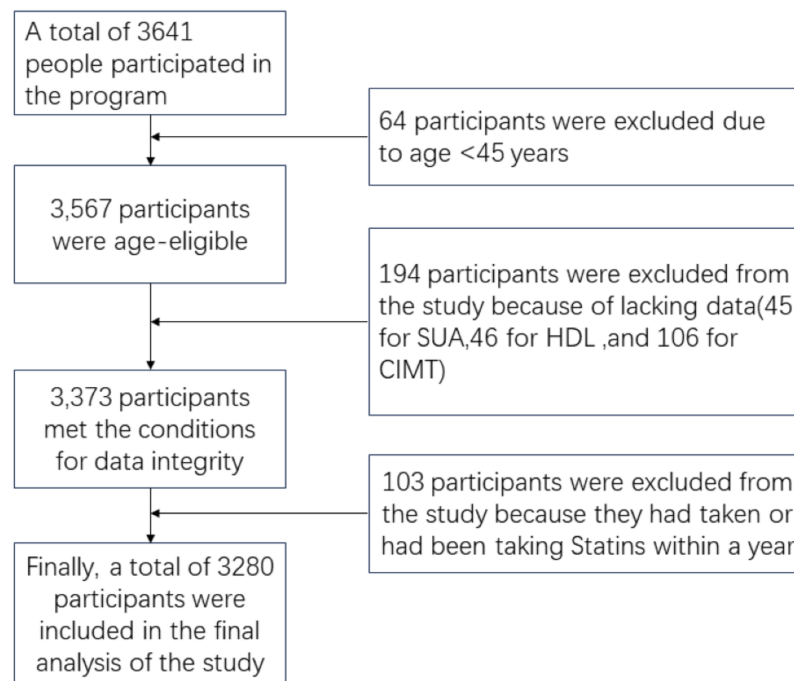 A total of 3641
people participated in
the program
64 participants were excluded due
to age <45 years
3,567 participants
were age-eligible
194 participants were excluded from
the study because of lacking data(45
for SUA,46 for HDL ,and 106 for
CIMT)
3,373 participants
met the conditions
for data integrity
103 participants were excluded from
the study because they had taken or
had been taking Statins within a year
Finally, a total of 3280
participants were
included in the final
analysis of the study